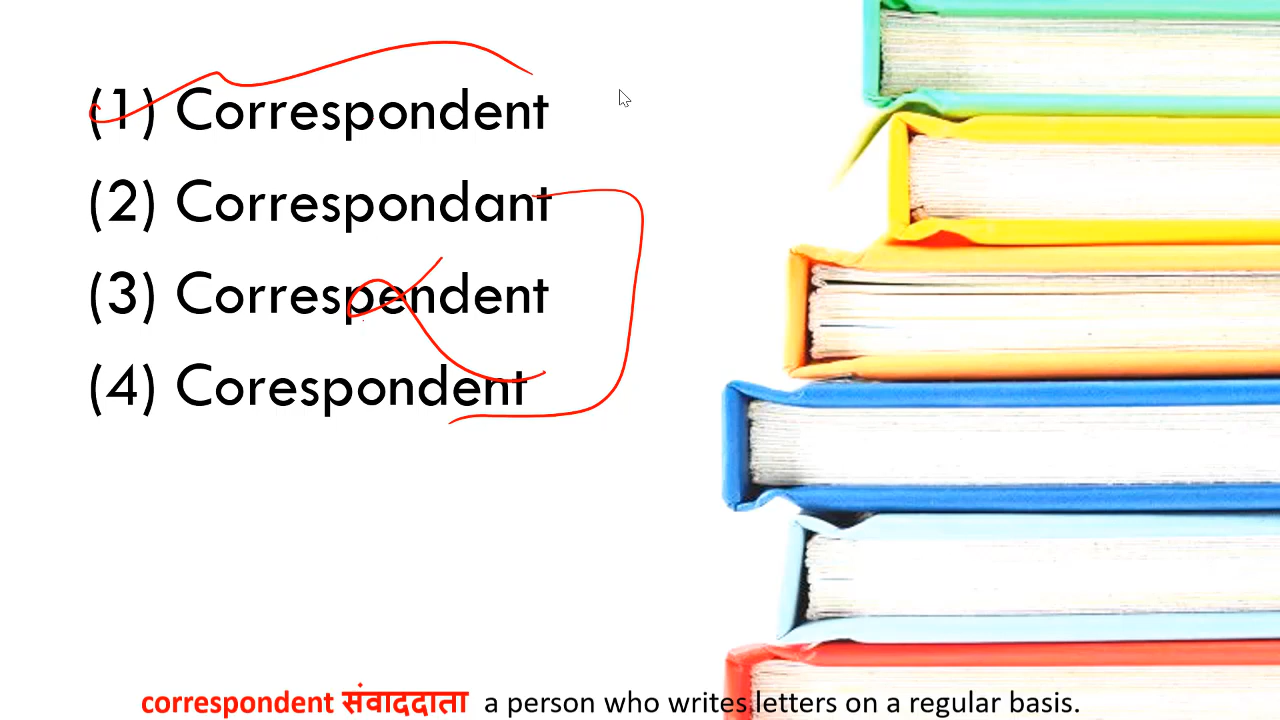 (1) Correspondent
(2) Correspondant
(3) Correspendent
(4) Corespondent
correspondent संवाददाता a person who writes letters on a regular basis.